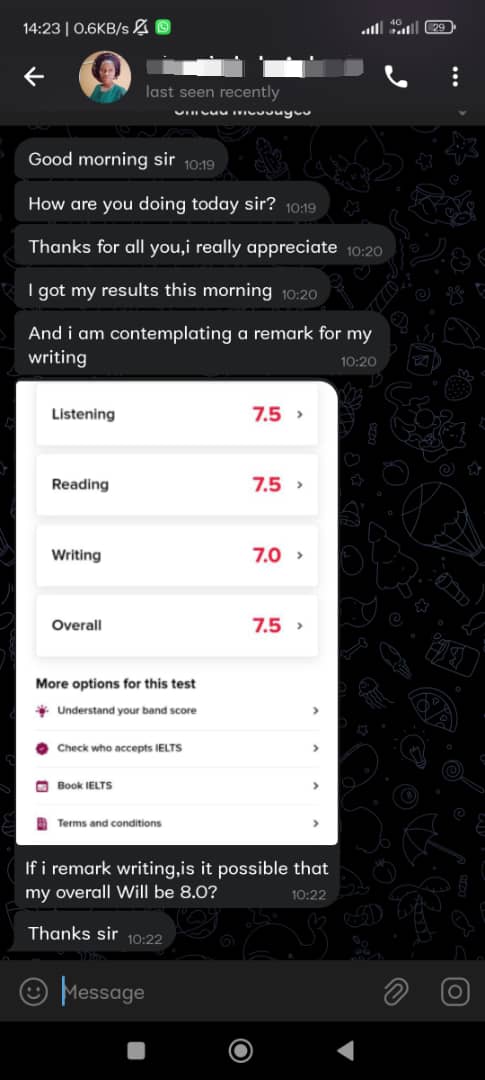 14:23 | 0.6KB/s
4G
29
last seen recently
Unread Messages
Good morning sir 10:19
How are you doing today sir? 10:19
Thanks for all you,i really appreciate 10:20
I got my results this morning 10:20
And i am contemplating a remark for my
writing 10:20
Listening 7.5
Reading 7.5
Writing 7.0
Overall 7.5
More options for this test
Understand your band score
Check who accepts IELTS
Book IELTS
Terms and conditions
If i remark writing,is it possible that
my overall Will be 8.0? 10:22
Thanks sir 10:22
Message